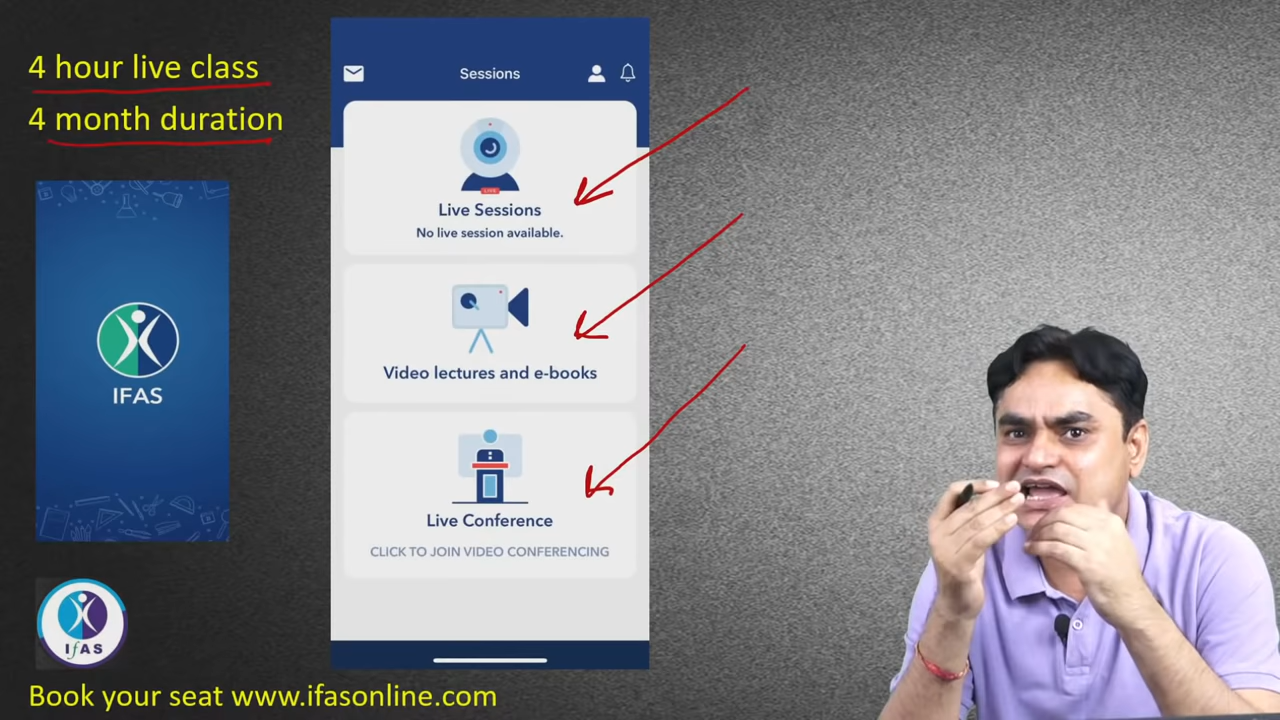 4 hour live class
4 month duration
IFAS
IfAS
Sessions
LIVE
Live Sessions
No live session available.
Video lectures and e-books
Live Conference
CLICK TO JOIN VIDEO CONFERENCING
Book your seat www.ifasonline.com